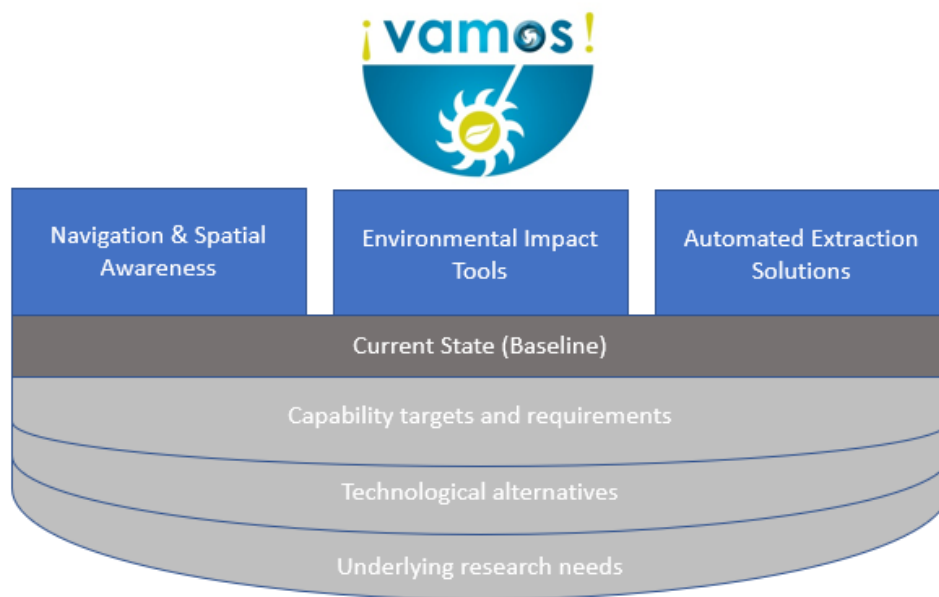 ¡vamos!
Navigation & Spatial
Awareness
Environmental Impact
Tools
Automated Extraction
Solutions
Current State (Baseline)
Capability targets and requirements
Technological alternatives
Underlying research needs